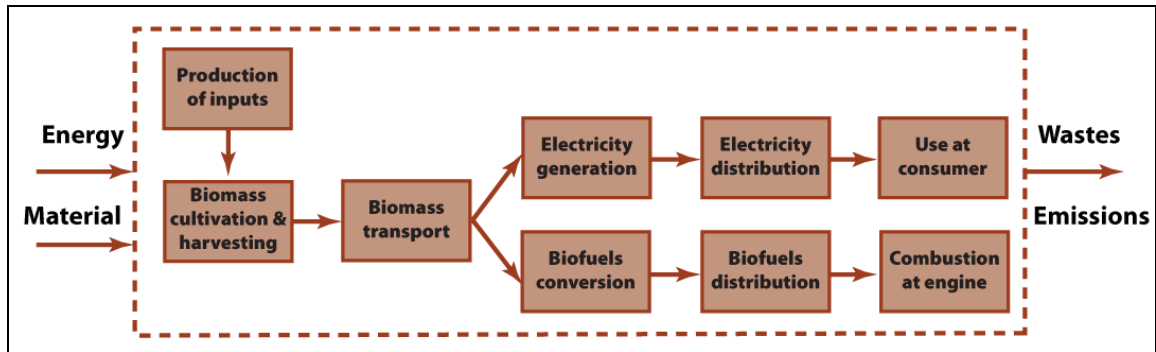 Energy
Material
Production
of inputs
Biomass
cultivation &
harvesting
Biomass
transport
Electricity
generation
Electricity
distribution
Use at
consumer
Biofuels
conversion
Biofuels
distribution
Combustion
at engine
Wastes
Emissions